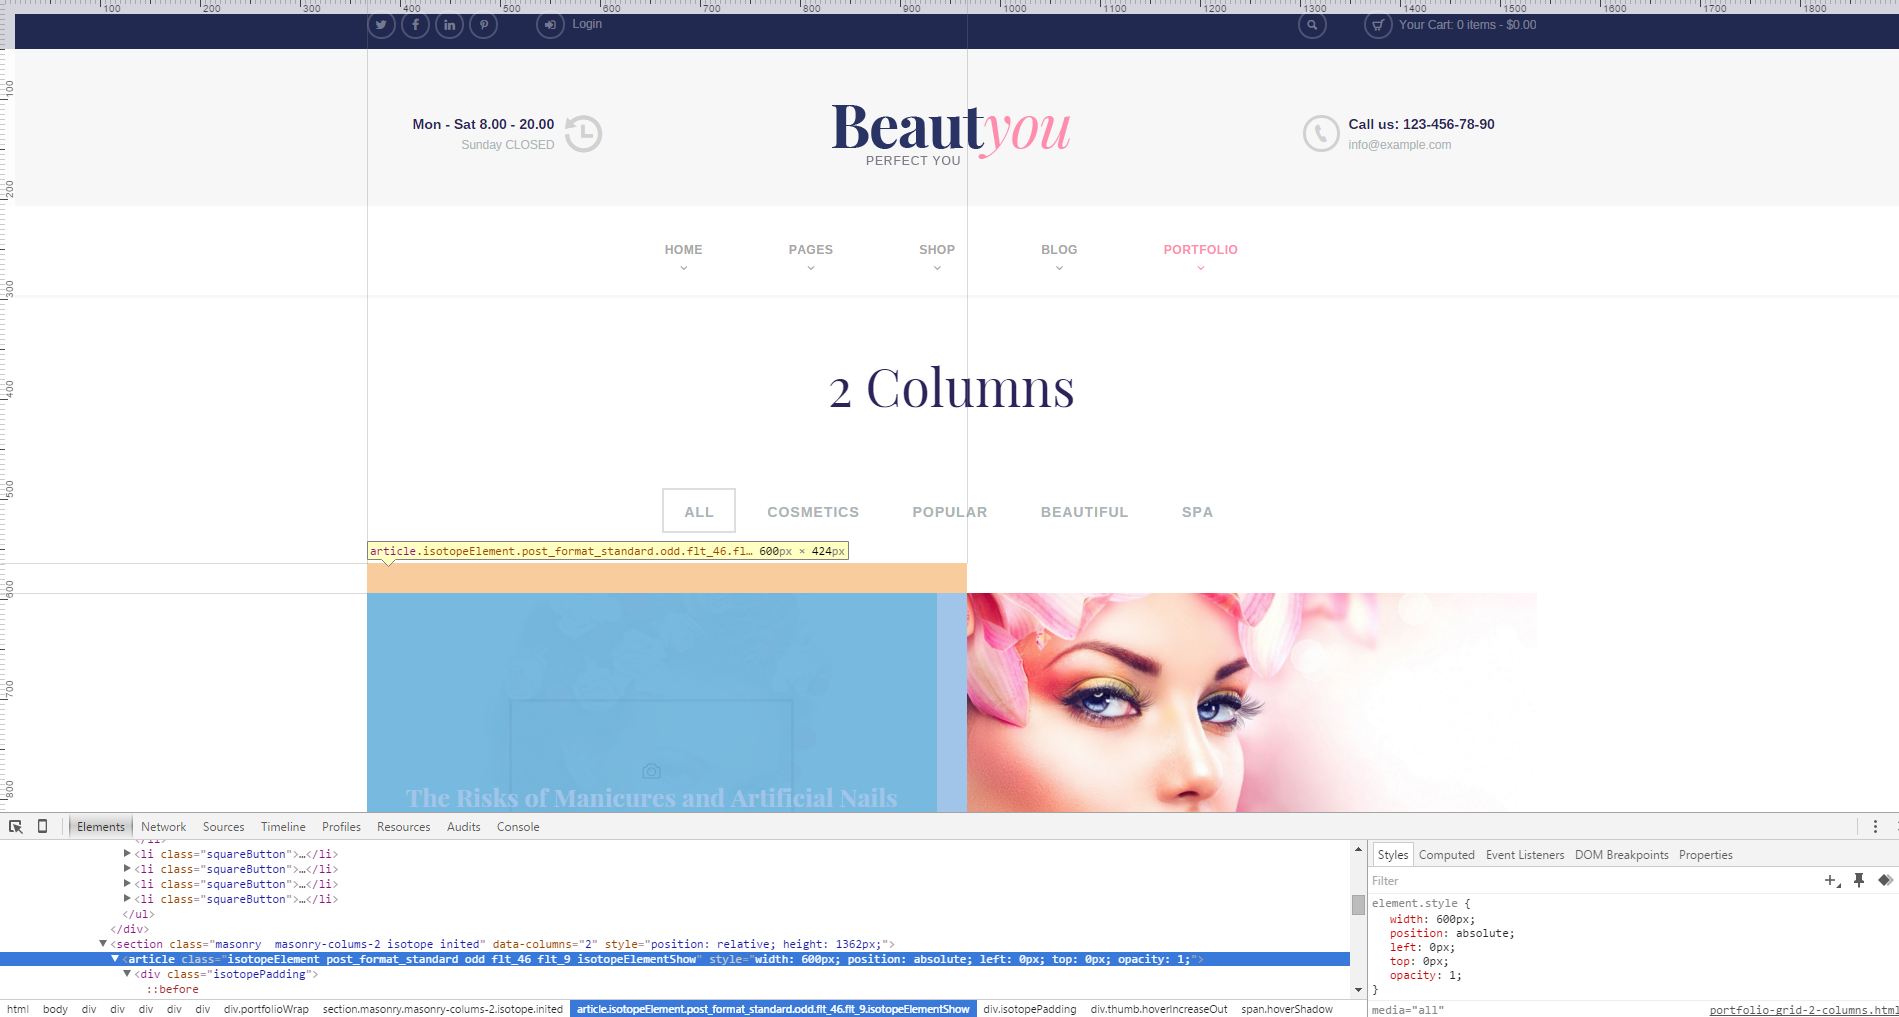 100 200 300 400 500 600 700 800 900 1000 1100 1200 1300 1400 1500 1600 1700 1800
Login
Your Cart: 0 items - $0.00
100
200
300
400
500
600
700
800
Mon - Sat 8.00 - 20.00
Sunday CLOSED
Beautyou
PERFECT YOU
Call us: 123-456-78-90
info@example.com
HOME PAGES SHOP BLOG PORTFOLIO
2 Columns
ALL COSMETICS POPULAR BEAUTIFUL SPA
article.isotopeElement.post_format_standard.odd.flt_46.fl… 600px × 424px
The Risks of Manicures and Artificial Nails
Elements Network Sources Timeline Profiles Resources Audits Console
</li>
<li class="squareButton">…</li>
<li class="squareButton">…</li>
<li class="squareButton">…</li>
<li class="squareButton">…</li>
</ul>
</div>
<section class="masonry  masonry-colums-2 isotope inited" data-columns="2" style="position: relative; height: 1362px;">
<article class="isotopeElement post_format_standard odd flt_46 flt_9 isotopeElementShow" style="width: 600px; position: absolute; left: 0px; top: 0px; opacity: 1;">
<div class="isotopePadding">
::before
html body div div div div div div.portfolioWrap section.masonry.masonry-colums-2.isotope.inited article.isotopeElement.post_format_standard.odd.flt_46.flt_9.isotopeElementShow div.isotopePadding div.thumb.hoverIncreaseOut span.hoverShadow
Styles Computed Event Listeners DOM Breakpoints Properties
Filter
element.style {
width: 600px;
position: absolute;
left: 0px;
top: 0px;
opacity: 1;
}
media="all" portfolio-grid-2-columns.html